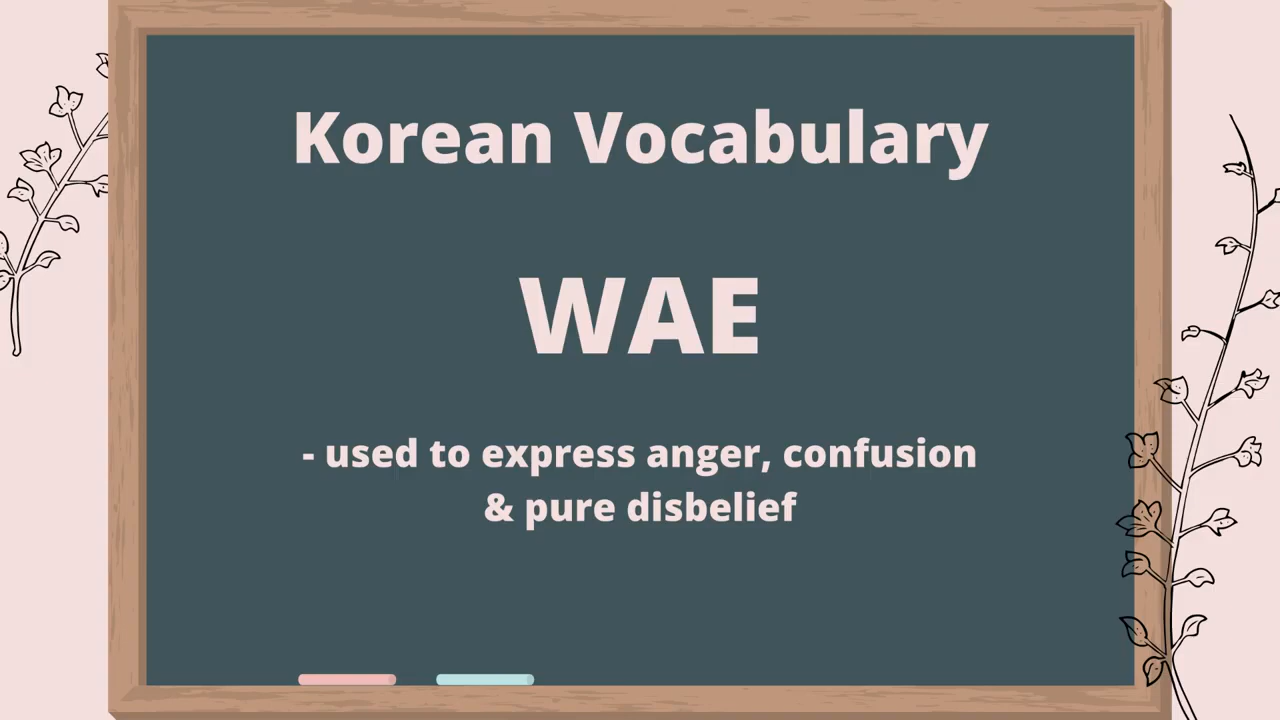 Korean Vocabulary
WAE
- used to express anger, confusion
& pure disbelief